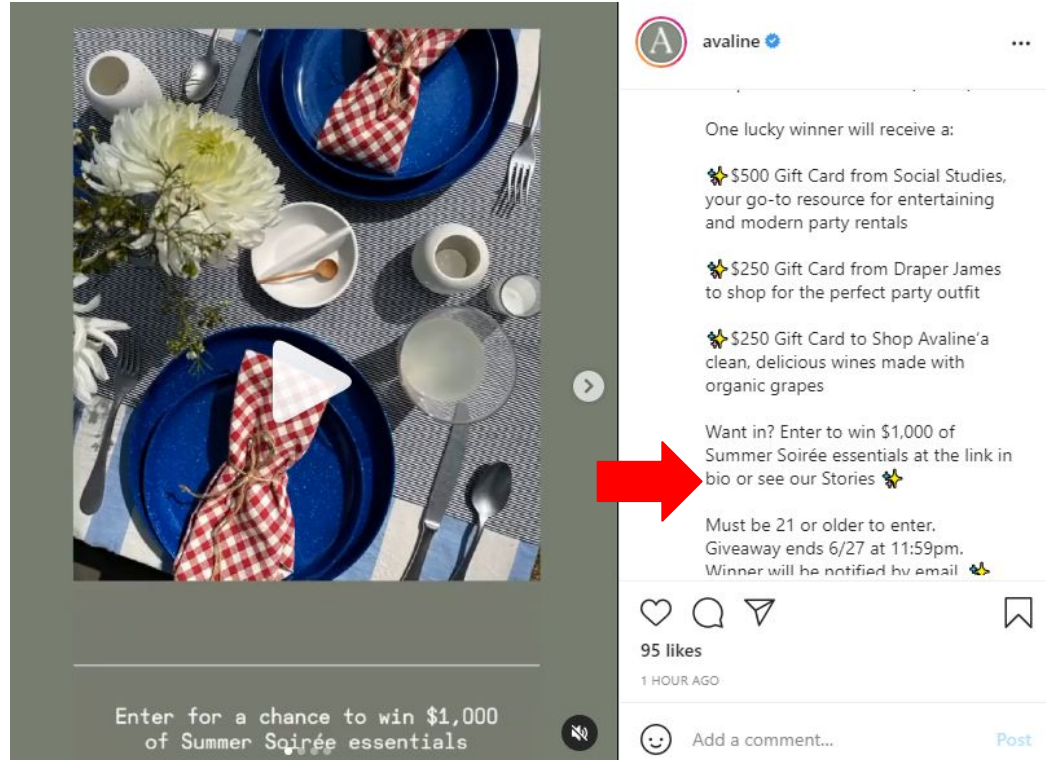 Enter for a chance to win $1,000
of Summer Soirée essentials
A
avaline
One lucky winner will receive a:
✨$500 Gift Card from Social Studies,
your go-to resource for entertaining
and modern party rentals
✨$250 Gift Card from Draper James
to shop for the perfect party outfit
✨$250 Gift Card to Shop Avaline'a
clean, delicious wines made with
organic grapes
Want in? Enter to win $1,000 of
Summer Soirée essentials at the link in
bio or see our Stories ✨
Must be 21 or older to enter.
Giveaway ends 6/27 at 11:59pm.
Winner will be notified by email ✨
95 likes
1 HOUR AGO
Add a comment...
Post